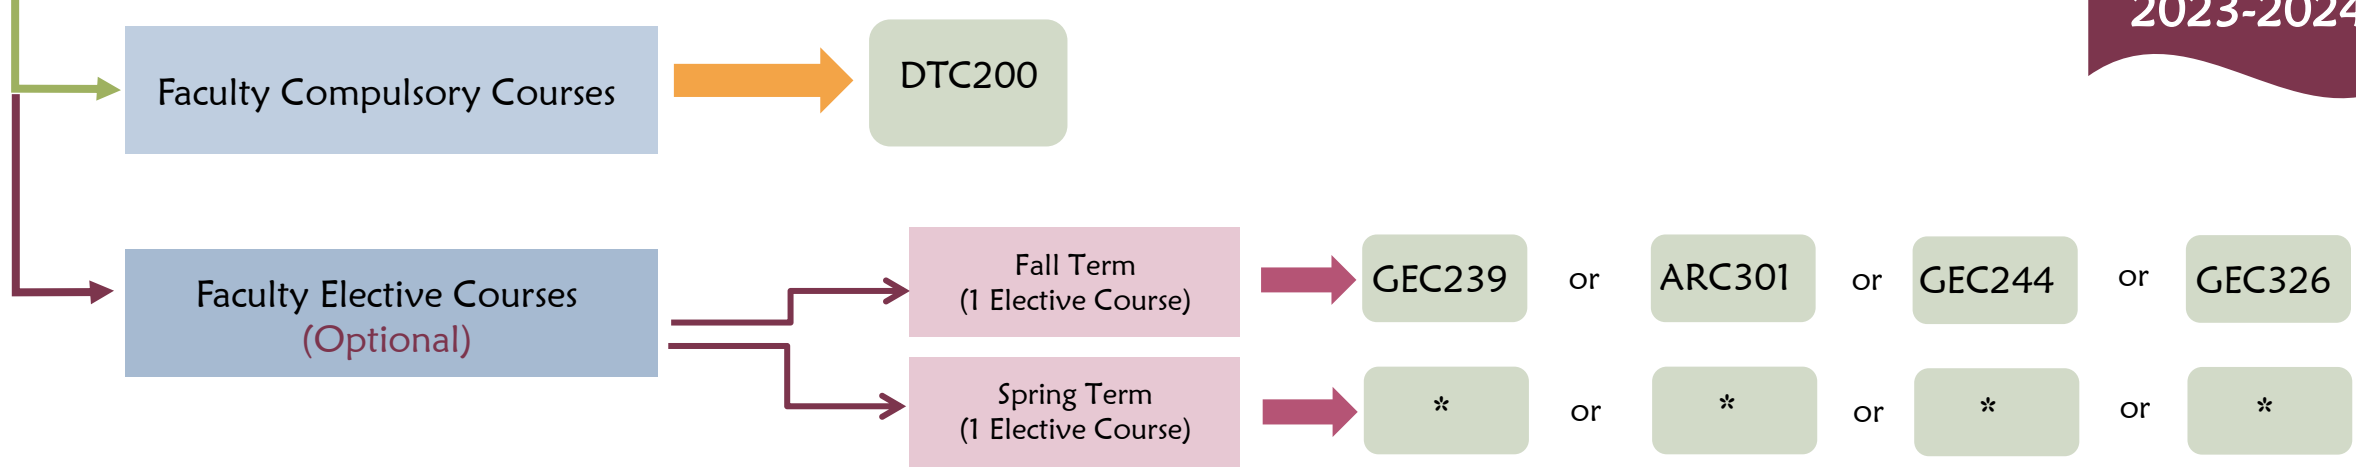 2023-2024
Faculty Compulsory Courses
DTC200
Faculty Elective Courses
(Optional)
Fall Term
(1 Elective Course)
GEC239 or ARC301 or GEC244 or GEC326
Spring Term
(1 Elective Course)
* or * or * or *